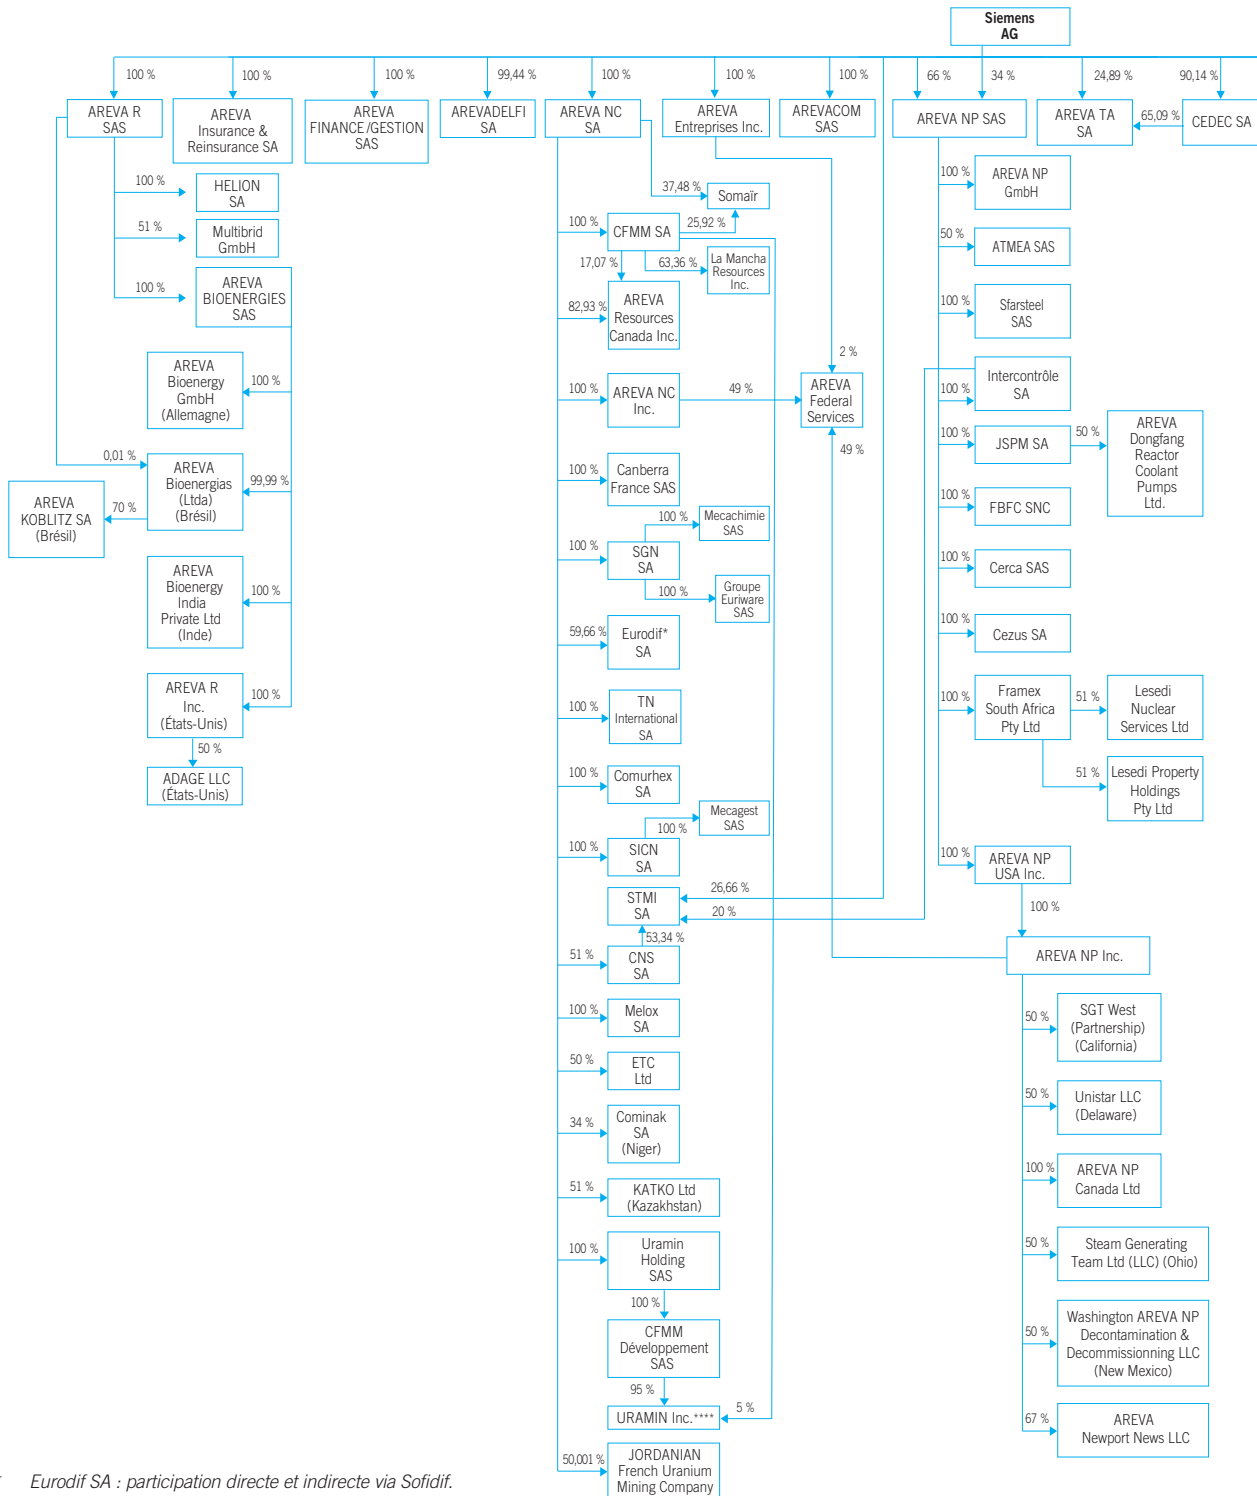 Siemens
AG
100 %
100 %
100 %
99,44 %
100 %
100 %
100 %
66 %
34 %
24,89 %
90,14 %
AREVA R
SAS
AREVA
Insurance &
Reinsurance SA
AREVA
FINANCE/GESTION
SAS
AREVADELFI
SA
AREVA NC
SA
AREVA
Entreprises Inc.
AREVACOM
SAS
AREVA NP SAS
AREVA TA
SA
65,09 %
CEDEC SA
100 %
HELION
SA
51 %
Multibrid
GmbH
100 %
AREVA
BIOENERGIES
SAS
AREVA
Bioenergy
GmbH
(Allemagne)
100 %
0,01 %
AREVA
Bioenergias
(Ltda)
(Brésil)
99,99 %
AREVA
KOBLITZ SA
(Brésil)
70 %
AREVA
Bioenergy
India
Private Ltd
(Inde)
100 %
AREVA R
Inc.
(États-Unis)
100 %
50 %
ADAGE LLC
(États-Unis)
37,48 %
Somaïr
100 %
CFMM SA
25,92 %
17,07 %
63,36 %
La Mancha
Resources
Inc.
82,93 %
AREVA
Resources
Canada Inc.
2 %
100 %
AREVA NC
Inc.
49 %
AREVA
Federal
Services
49 %
100 %
Canberra
France SAS
100 %
Mecachimie
SAS
100 %
SGN
SA
100 %
Groupe
Euriware
SAS
59,66 %
Eurodif*
SA
100 %
TN
International
SA
100 %
Comurhex
SA
Mecagest
SAS
100 %
100 %
SICN
SA
STMI
SA
26,66 %
20 %
53,34 %
51 %
CNS
SA
100 %
Melox
SA
50 %
ETC
Ltd
34 %
Cominak
SA
(Niger)
51 %
KATKO Ltd
(Kazakhstan)
100 %
Uramin
Holding
SAS
100 %
CFMM
Développement
SAS
95 %
URAMIN Inc.****
5 %
50,001 %
JORDANIAN
French Uranium
Mining Company
100 %
AREVA NP
GmbH
50 %
ATMEA SAS
100 %
Sfarsteel
SAS
Intercontrôle
SA
100 %
100 %
JSPM SA
50 %
AREVA
Dongfang
Reactor
Coolant
Pumps
Ltd.
100 %
FBFC SNC
100 %
Cerca SAS
100 %
Cezus SA
100 %
Framex
South Africa
Pty Ltd
51 %
Lesedi
Nuclear
Services Ltd
51 %
Lesedi Property
Holdings
Pty Ltd
100 %
AREVA NP
USA Inc.
100 %
AREVA NP Inc.
50 %
SGT West
(Partnership)
(California)
50 %
Unistar LLC
(Delaware)
100 %
AREVA NP
Canada Ltd
50 %
Steam Generating
Team Ltd (LLC) (Ohio)
50 %
Washington AREVA NP
Decontamination &
Decommissionning LLC
(New Mexico)
67 %
AREVA
Newport News LLC
Eurodif SA : participation directe et indirecte via Sofidif.